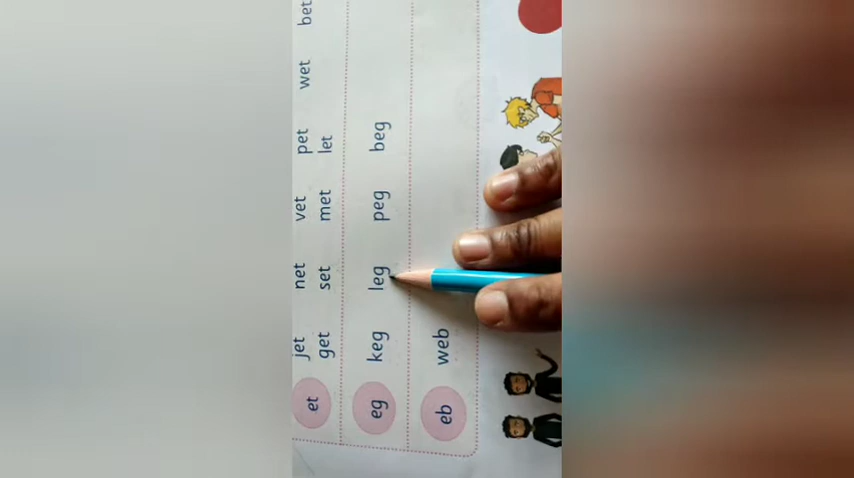 et jet net vet pet wet bet
get set met let
eg keg leg peg beg
eb web